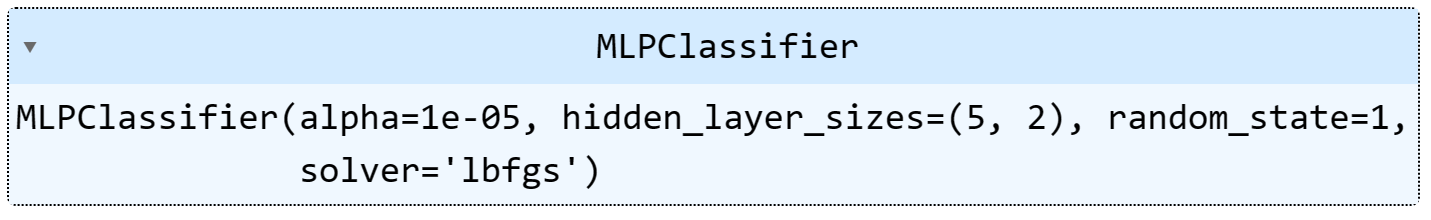 MLPClassifier
MLPClassifier(alpha=1e-05, hidden_layer_sizes=(5, 2), random_state=1,
solver='lbfgs')